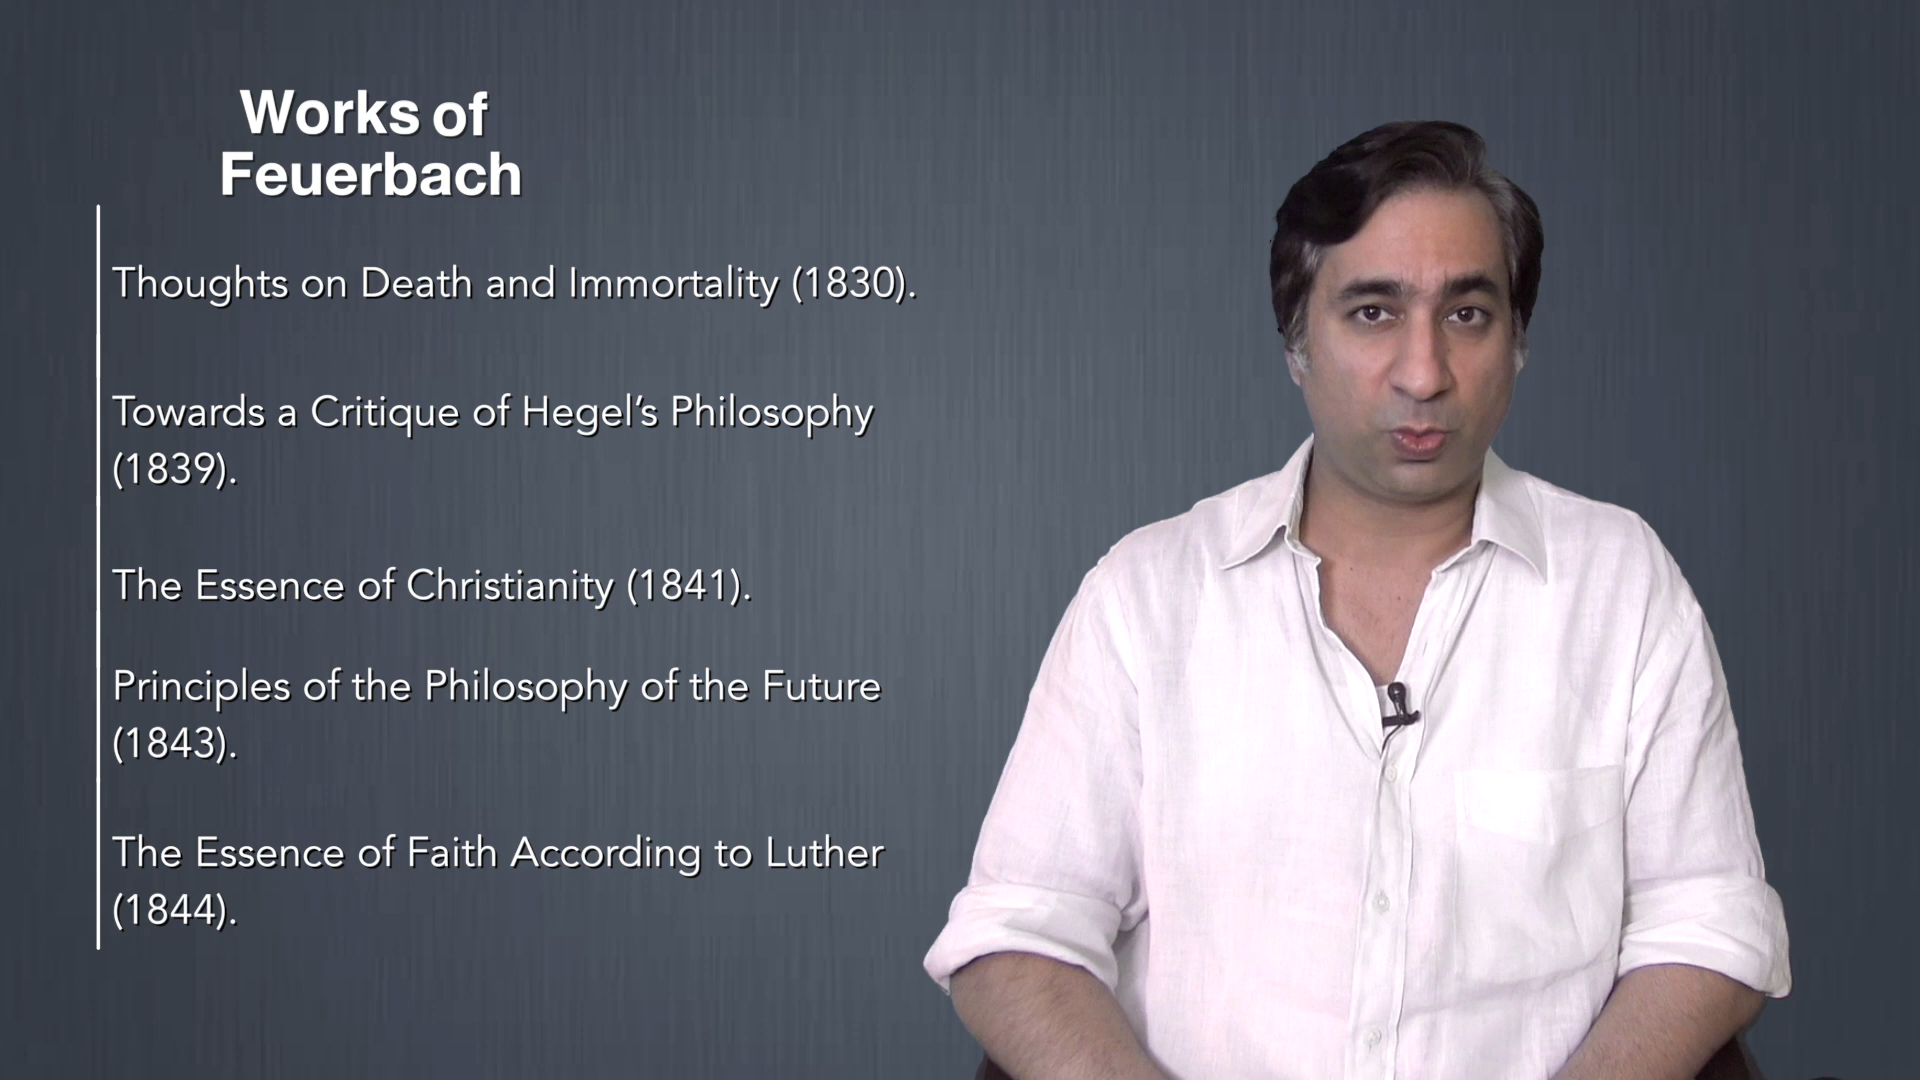 Works of
Feuerbach
Thoughts on Death and Immortality (1830).
Towards a Critique of Hegel’s Philosophy
(1839).
The Essence of Christianity (1841).
Principles of the Philosophy of the Future
(1843).
The Essence of Faith According to Luther
(1844).